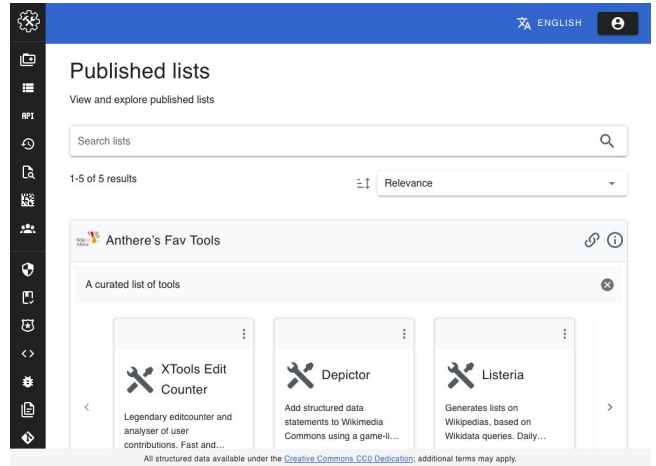 ENGLISH
API
Published lists
View and explore published lists
Search lists
1-5 of 5 results
Relevance
Anthere's Fav Tools
A curated list of tools
XTools Edit
Counter
Legendary editcounter and
analyser of user
contributions. Fast and…
Depictor
Add structured data
statements to Wikimedia
Commons using a game-li…
Listeria
Generates lists on
Wikipedias, based on
Wikidata queries. Daily…
All structured data available under the Creative Commons CC0 Dedication; additional terms may apply.